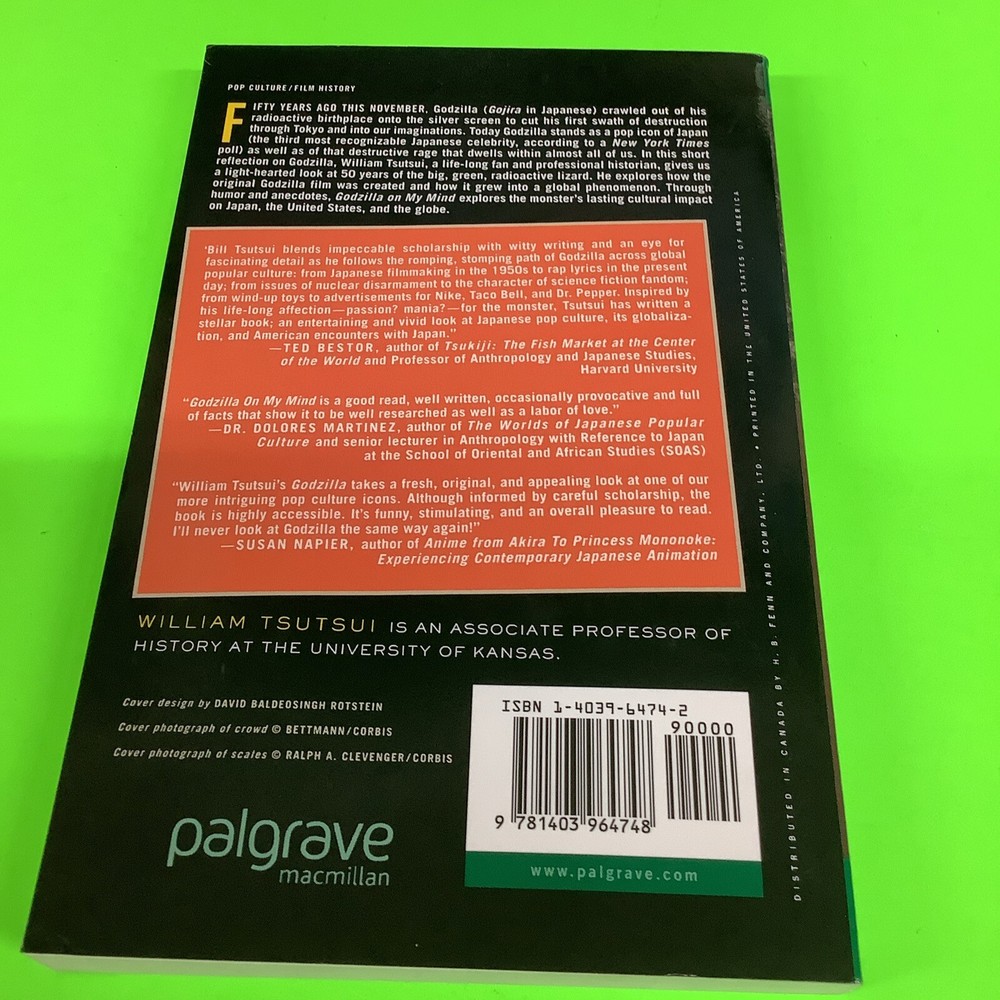 POP CULTURE/FILM HISTORY
FIFTY YEARS AGO THIS NOVEMBER, Godzilla (Gojira in Japanese) crawled out of his
radioactive birthplace onto the silver screen to cut his first swath of destruction
through Tokyo and into our imaginations. Today Godzilla stands as a pop icon of Japan
(the third most recognizable Japanese celebrity, according to a New York Times
poll) as well as of that destructive rage that dwells within almost all of us. In this short
reflection on Godzilla, William Tsutsui, a life-long fan and professional historian, gives us
a light-hearted look at 50 years of the big, green, radioactive lizard. He explores how the
original Godzilla film was created and how it grew into a global phenomenon. Through
humor and anecdotes, Godzilla on My Mind explores the monster's lasting cultural impact
on Japan, the United States, and the globe.
'Bill Tsutsui blends impeccable scholarship with witty writing and an eye for
fascinating detail as he follows the romping, stomping path of Godzilla across global
popular culture: from Japanese filmmaking in the 1950s to rap lyrics in the present
day; from issues of nuclear disarmament to the character of science fiction fandom;
from wind-up toys to advertisements for Nike, Taco Bell, and Dr. Pepper. Inspired by
his life-long affection—passion? mania?—for the monster, Tsutsui has written a
stellar book; an entertaining and vivid look at Japanese pop culture, its globaliza-
tion, and American encounters with Japan."
—TED BESTOR, author of Tsukiji: The Fish Market at the Center
of the World and Professor of Anthropology and Japanese Studies,
Harvard University
"Godzilla On My Mind is a good read, well written, occasionally provocative and full
of facts that show it to be well researched as well as a labor of love."
—DR. DOLORES MARTINEZ, author of The Worlds of Japanese Popular
Culture and senior lecturer in Anthropology with Reference to Japan
at the School of Oriental and African Studies (SOAS)
"William Tsutsui's Godzilla takes a fresh, original, and appealing look at one of our
more intriguing pop culture icons. Although informed by careful scholarship, the
book is highly accessible. It's funny, stimulating, and an overall pleasure to read.
I'll never look at Godzilla the same way again!"
—SUSAN NAPIER, author of Anime from Akira To Princess Mononoke:
Experiencing Contemporary Japanese Animation
WILLIAM TSUTSUI IS AN ASSOCIATE PROFESSOR OF
HISTORY AT THE UNIVERSITY OF KANSAS.
Cover design by DAVID BALDEOSINGH ROTSTEIN
Cover photograph of crowd © BETTMANN/CORBIS
Cover photograph of scales © RALPH A. CLEVENGER/CORBIS
palgrave
macmillan
ISBN 1-4039-6474-2
90000
9 781403 964748
www.palgrave.com
DISTRIBUTED IN CANADA BY H. B. FENN AND COMPANY, LTD. • PRINTED IN THE UNITED STATES OF AMERICA